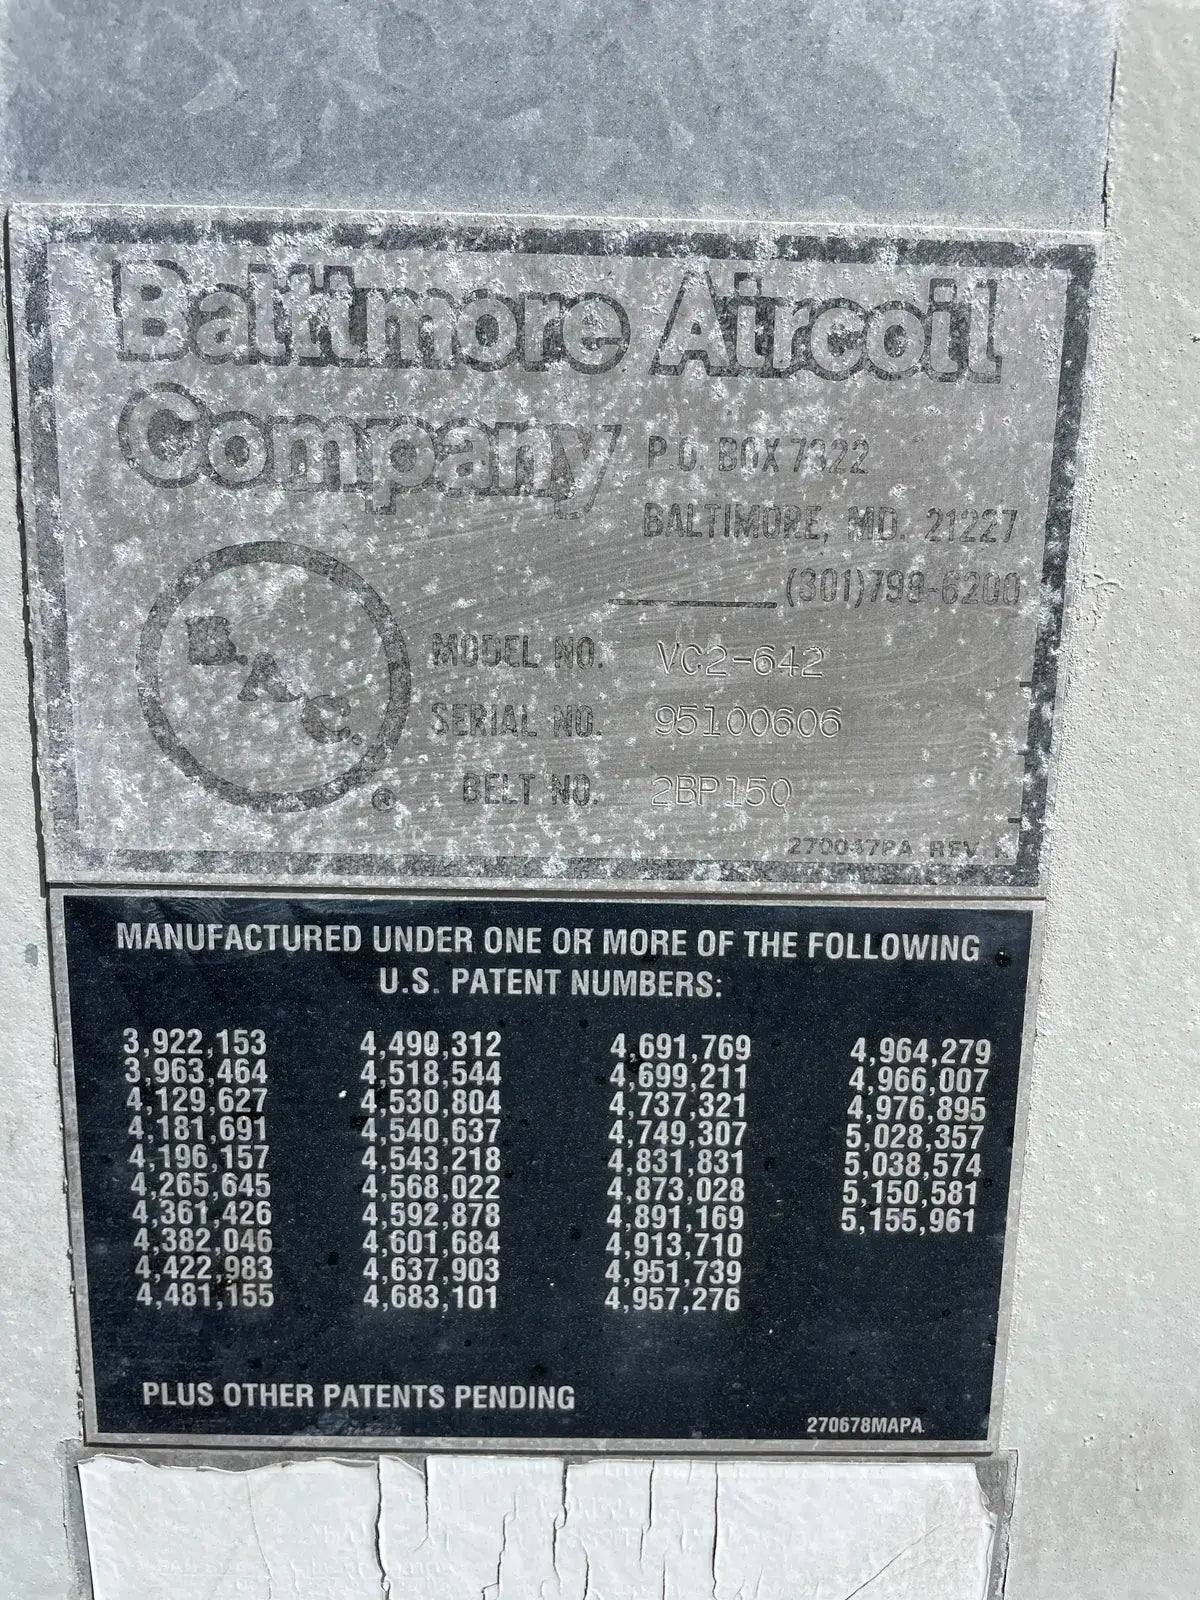 Baltimore Aircoil
Company
P.O. BOX 7322
BALTIMORE, MD. 21227
(301)799-6200
B.A.C.
®
MODEL NO. VC2-642
SERIAL NO. 95100606
BELT NO. 2BP150
270047PA REV K
MANUFACTURED UNDER ONE OR MORE OF THE FOLLOWING
U.S. PATENT NUMBERS:
3,922,153 4,490,312 4,691,769 4,964,279
3,963,464 4,518,544 4,699,211 4,966,007
4,129,627 4,530,804 4,737,321 4,976,895
4,181,691 4,540,637 4,749,307 5,028,357
4,196,157 4,543,218 4,831,831 5,038,574
4,265,645 4,568,022 4,873,028 5,150,581
4,361,426 4,592,878 4,891,169 5,155,961
4,382,046 4,601,684 4,913,710
4,422,983 4,637,903 4,951,739
4,481,155 4,683,101 4,957,276
PLUS OTHER PATENTS PENDING
270678MAPA